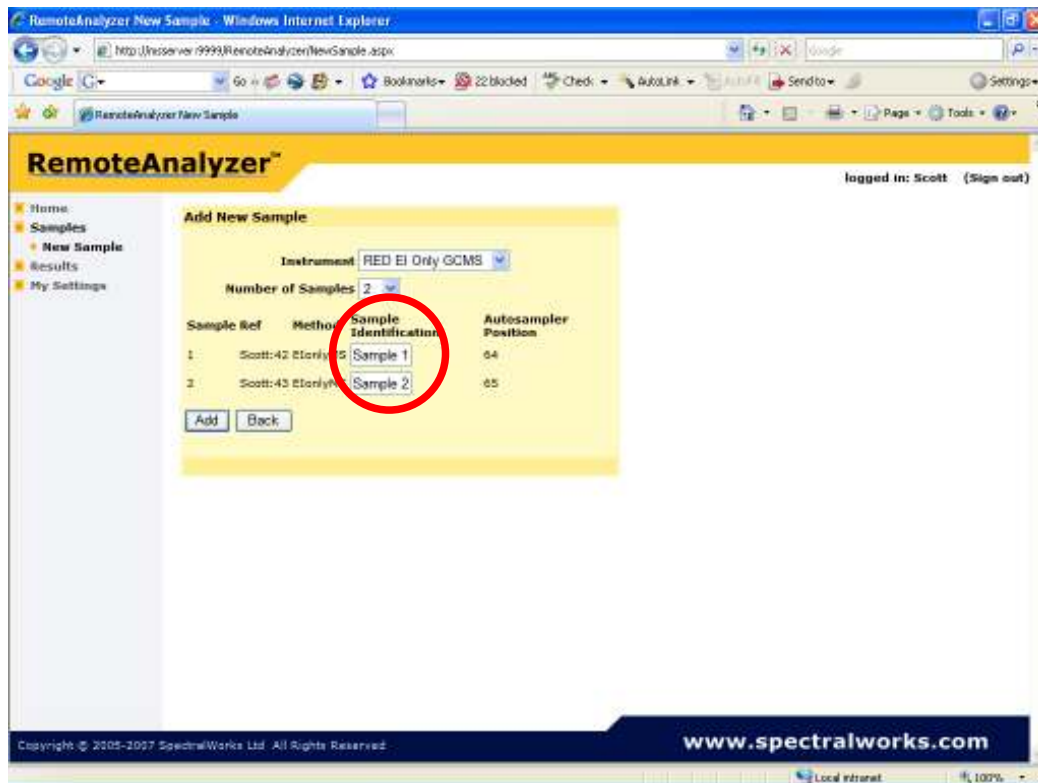 RemoteAnalyzer New Sample - Windows Internet Explorer
Google
Google G Go Bookmarks 22 blocked Check AutoLink Send to Settings
RemoteAnalyzer New Sample Page Tools
RemoteAnalyzer™
logged in: Scott (Sign out)
Home
Samples
New Sample
Results
My Settings
Add New Sample
Instrument RED EI Only GCMS
Number of Samples 2
Sample Ref Method Sample Identification Autosampler Position
1 Scott:42 Sample 1 64
2 Scott:43 Sample 2 65
Add Back
Copyright © 2005-2007 SpectralWorks Ltd All Rights Reserved
www.spectralworks.com
Local intranet 100%